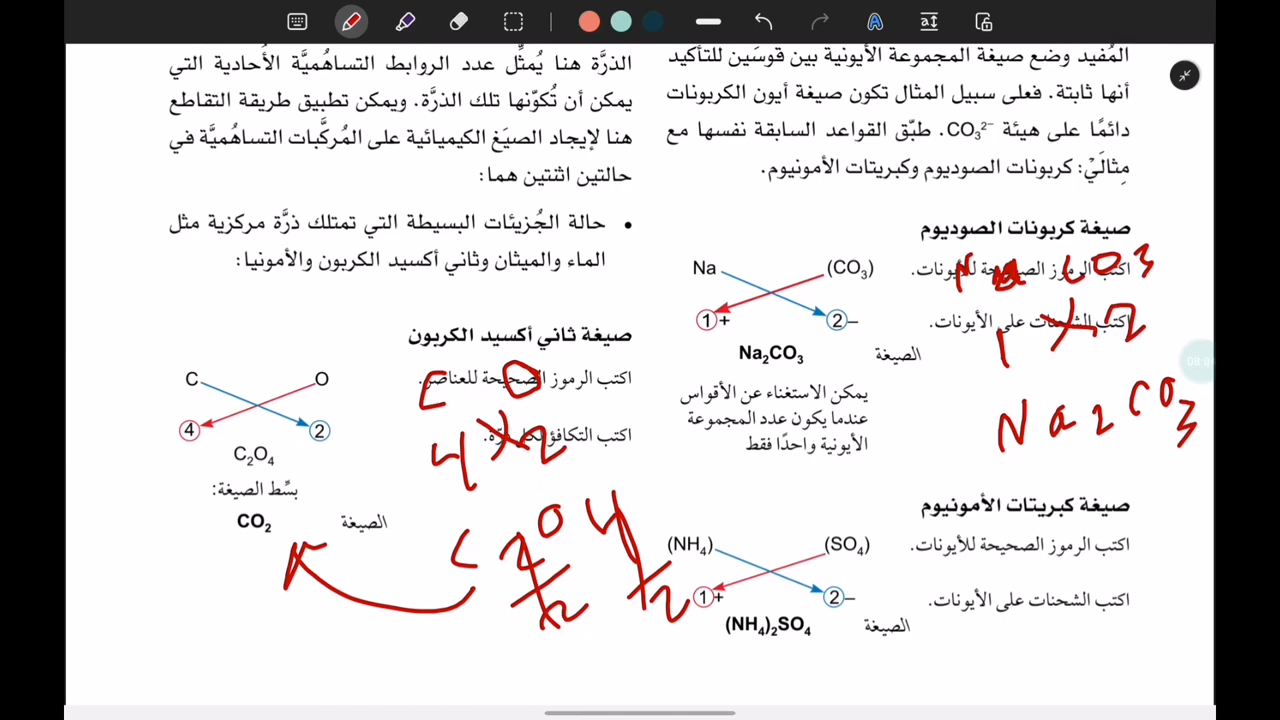 المُفيد وضع صيغة المجموعة الأيونية بين قوسَين للتأكيد
أنها ثابتة. فعلى سبيل المثال تكون صيغة أيون الكربونات
دائمًا على هيئة CO₃²⁻. طبّق القواعد السابقة نفسها مع
مِثالَيْ: كربونات الصوديوم وكبريتات الأمونيوم.
صيغة كربونات الصوديوم
اكتب الرموز الصحيحة للأيونات.
Na (CO₃)
Na CO3
اكتب الشحنات على الأيونات.
1+ 2−
1 2
الصيغة Na₂CO₃
Na2CO3
يمكن الاستغناء عن الأقواس
عندما يكون عدد المجموعة
الأيونية واحدًا فقط
صيغة كبريتات الأمونيوم
اكتب الرموز الصحيحة للأيونات.
(NH₄) (SO₄)
اكتب الشحنات على الأيونات.
1+ 2−
الصيغة (NH₄)₂SO₄
الذرَّة هنا يُمثِّل عدد الروابط التساهُميَّة الأُحادية التي
يمكن أن تُكوّنها تلك الذرَّة. ويمكن تطبيق طريقة التقاطع
هنا لإيجاد الصيَغ الكيميائية على المُركَّبات التساهُميَّة في
حالتين اثنتين هما:
• حالة الجُزيئات البسيطة التي تمتلك ذرَّة مركزية مثل
الماء والميثان وثاني أكسيد الكربون والأمونيا:
صيغة ثاني أكسيد الكربون
اكتب الرموز الصحيحة للعناصر.
C O
C O
اكتب التكافؤ لكل ذرّة.
4 2
4 2
C₂O₄
C2O4
2 2
بسِّط الصيغة:
الصيغة CO₂